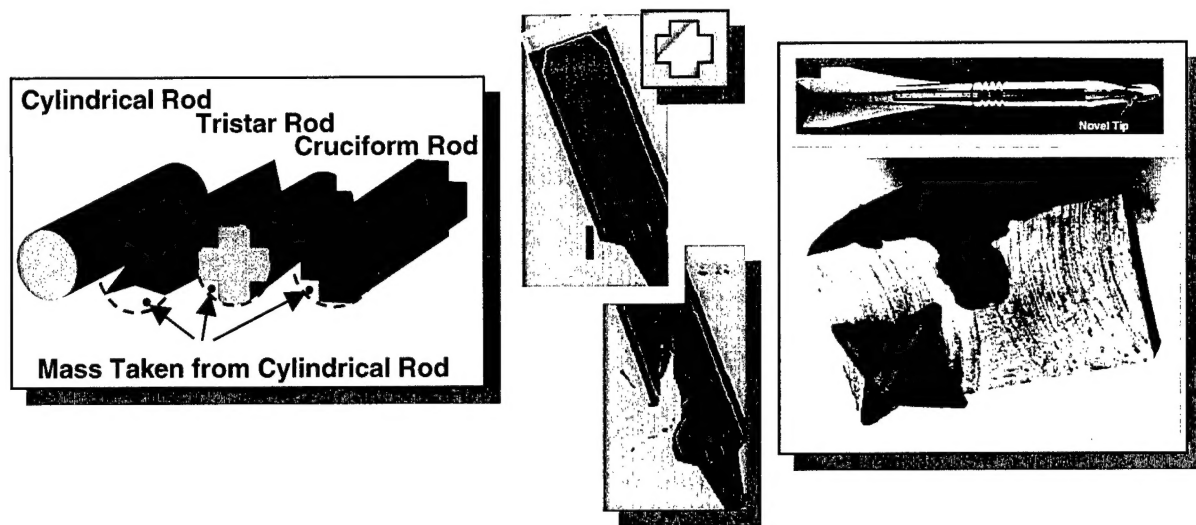 Cylindrical Rod
Tristar Rod
Cruciform Rod
Mass Taken from Cylindrical Rod
Novel Tip